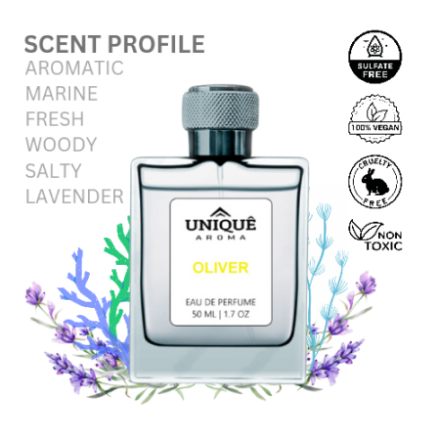 SCENT PROFILE
AROMATIC
MARINE
FRESH
WOODY
SALTY
LAVENDER
SULFATE
FREE
100% VEGAN
CRUELTY
FREE
NON
TOXIC
UNIQUÊ
AROMA
OLIVER
EAU DE PERFUME
50 ML | 1.7 OZ